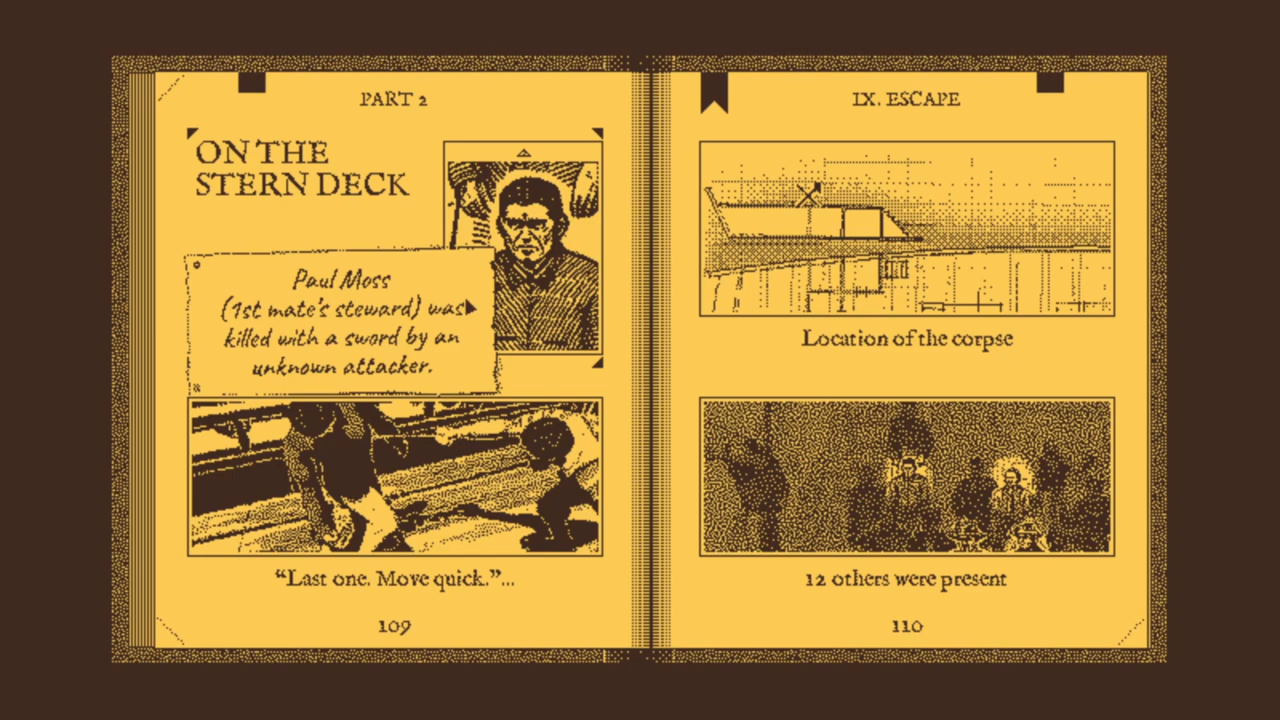 PART 2
ON THE
STERN DECK
Paul Moss
(1st mate's steward) was
killed with a sword by an
unknown attacker.
“Last one. Move quick.”...
109
IX. ESCAPE
Location of the corpse
12 others were present
110